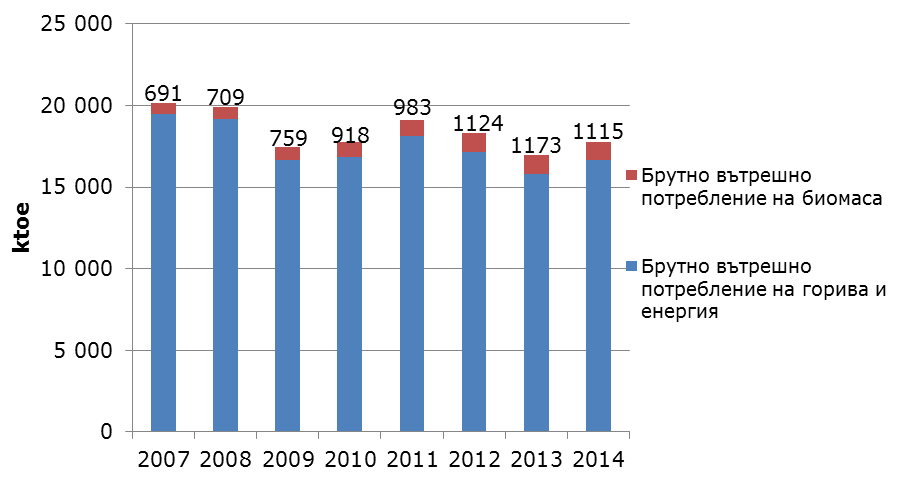 25 000
20 000
15 000
10 000
5 000
0
ktoe
691
709
759
918
983
1124
1173
1115
2007 2008 2009 2010 2011 2012 2013 2014
Брутно вътрешно
потребление на биомаса
Брутно вътрешно
потребление на горива и
енергия